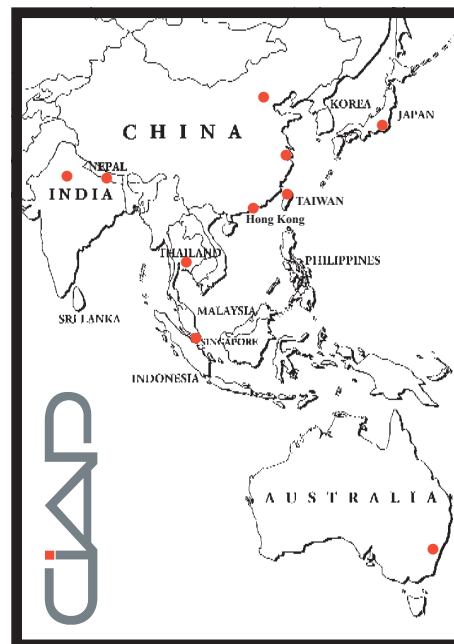 KOREA
JAPAN
CHINA
NEPAL
INDIA
TAIWAN
Hong Kong
THAILAND
PHILIPPINES
MALAYSIA
SRI LANKA
SINGAPORE
INDONESIA
AUSTRALIA
CIAP